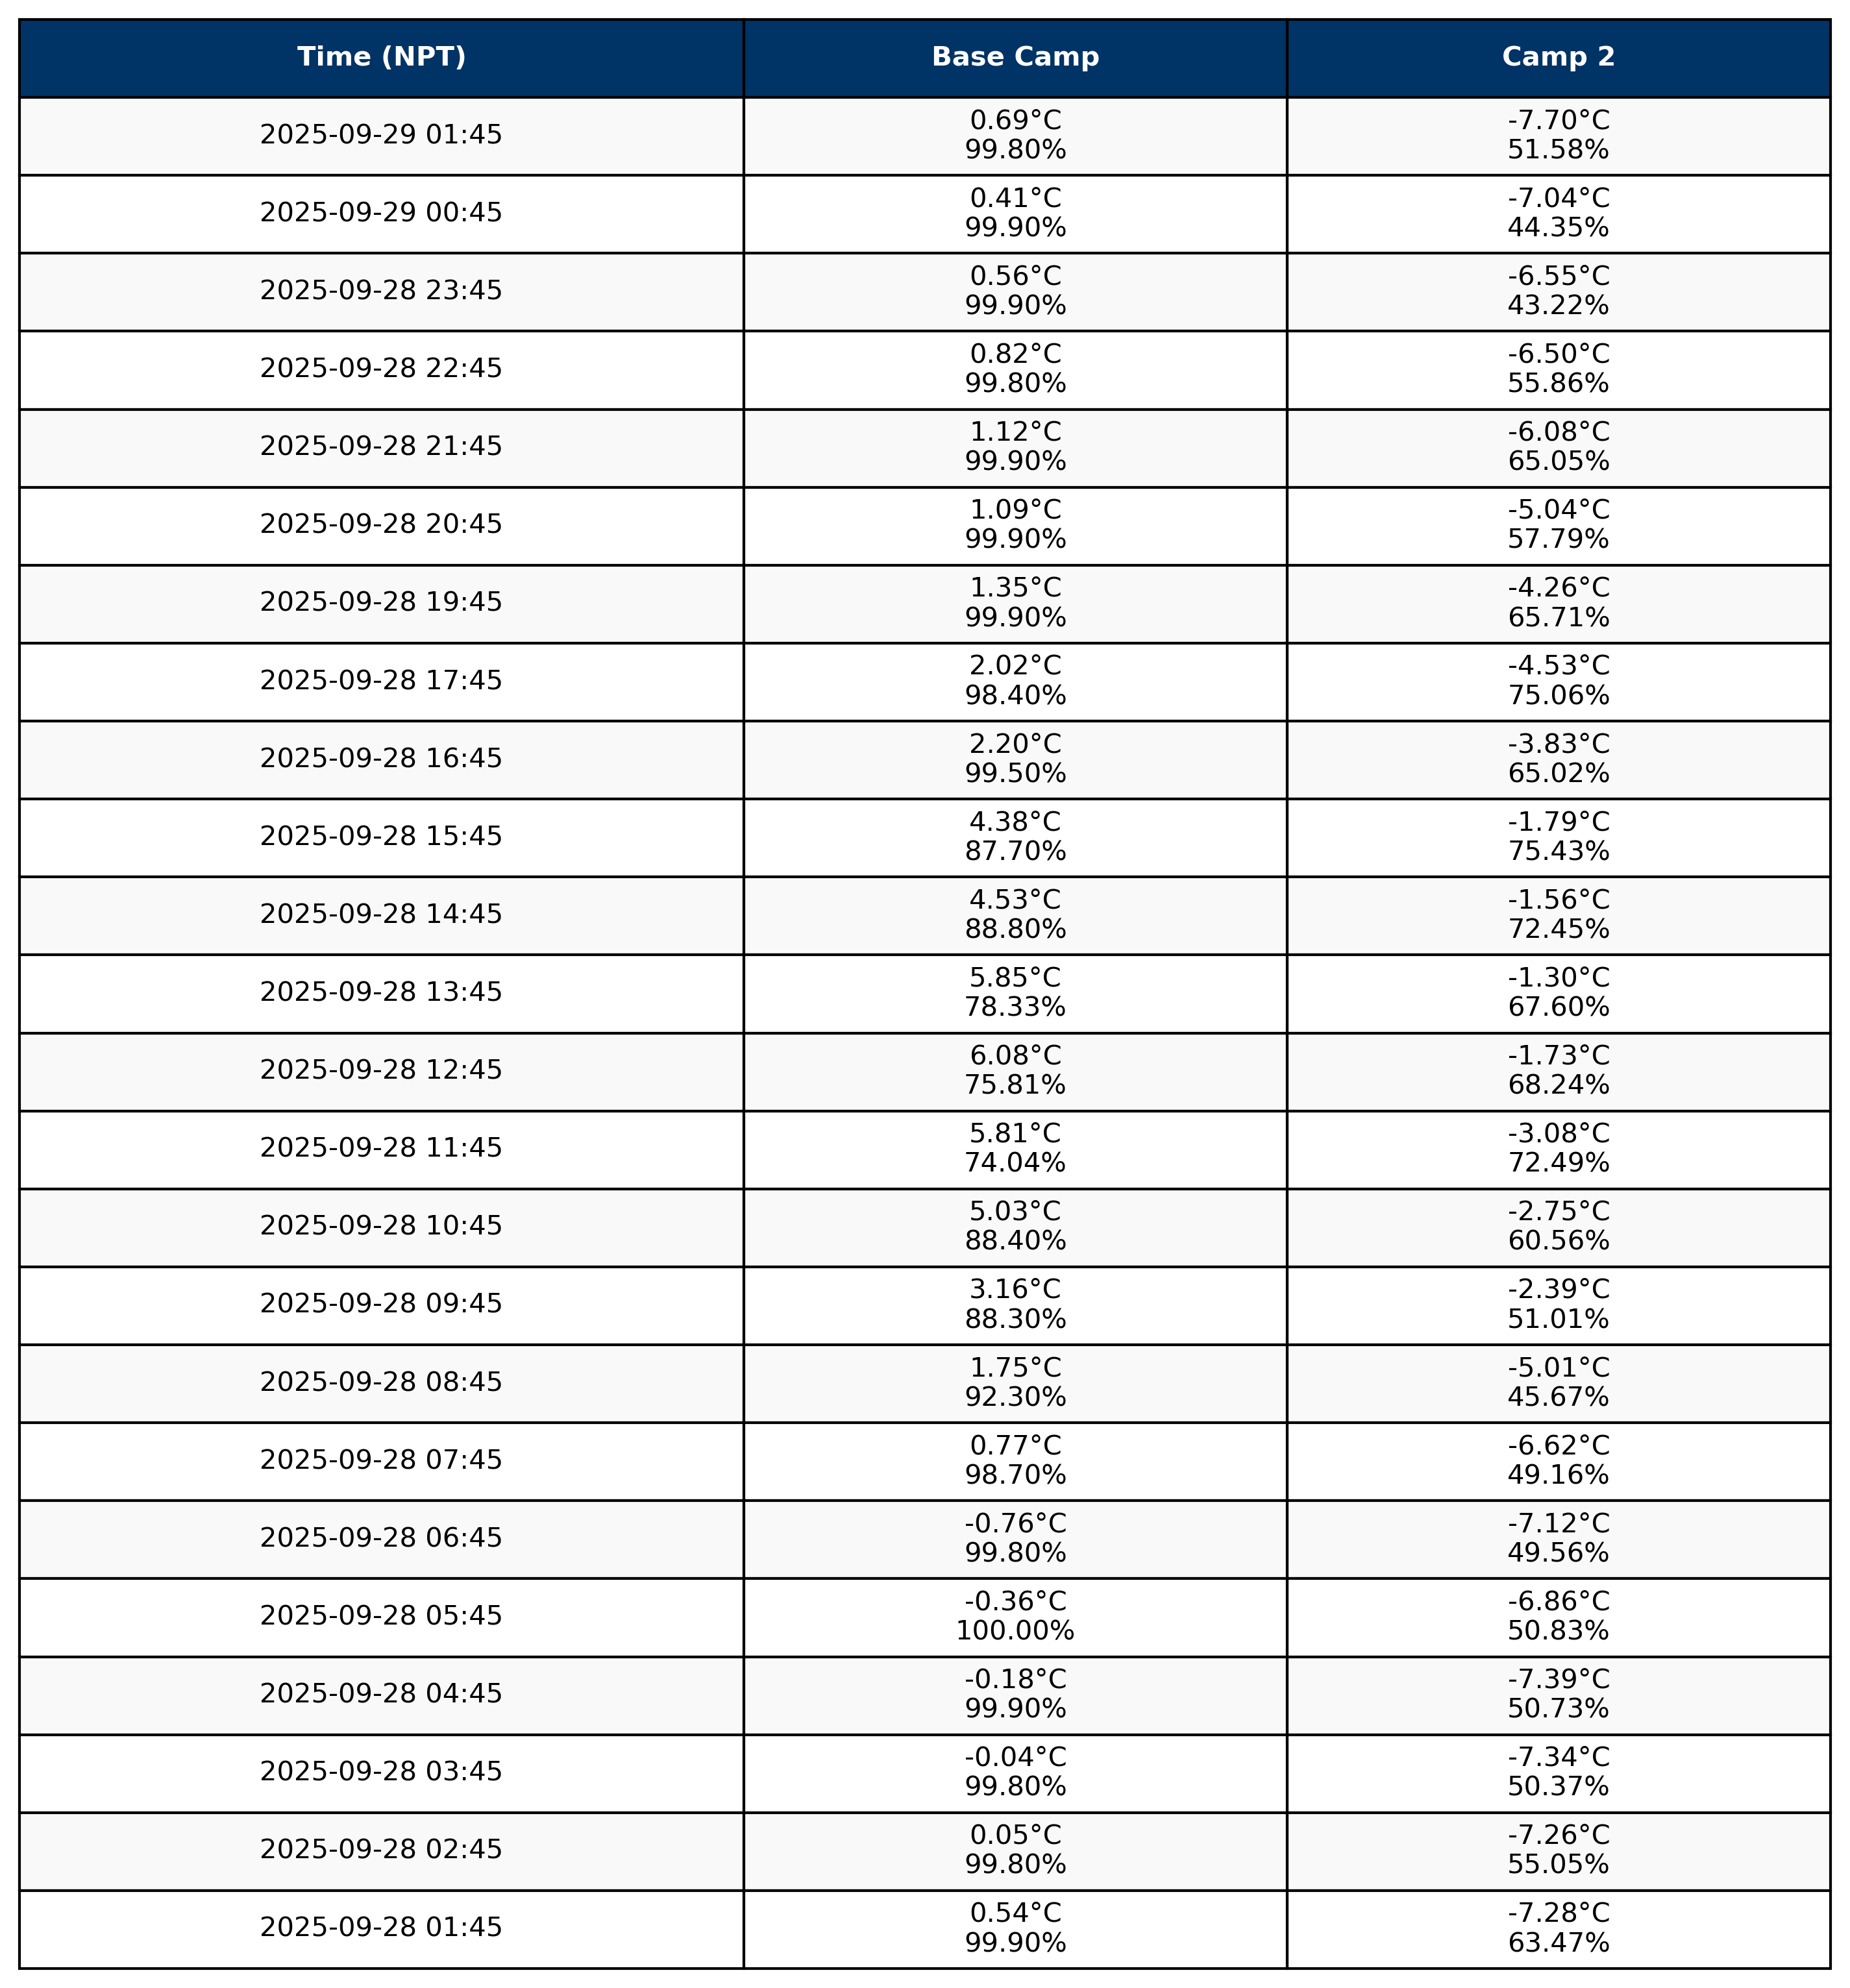 Time (NPT) Base Camp Camp 2
2025-09-29 01:45
0.69°C
99.80%
-7.70°C
51.58%
2025-09-29 00:45
0.41°C
99.90%
-7.04°C
44.35%
2025-09-28 23:45
0.56°C
99.90%
-6.55°C
43.22%
2025-09-28 22:45
0.82°C
99.80%
-6.50°C
55.86%
2025-09-28 21:45
1.12°C
99.90%
-6.08°C
65.05%
2025-09-28 20:45
1.09°C
99.90%
-5.04°C
57.79%
2025-09-28 19:45
1.35°C
99.90%
-4.26°C
65.71%
2025-09-28 17:45
2.02°C
98.40%
-4.53°C
75.06%
2025-09-28 16:45
2.20°C
99.50%
-3.83°C
65.02%
2025-09-28 15:45
4.38°C
87.70%
-1.79°C
75.43%
2025-09-28 14:45
4.53°C
88.80%
-1.56°C
72.45%
2025-09-28 13:45
5.85°C
78.33%
-1.30°C
67.60%
2025-09-28 12:45
6.08°C
75.81%
-1.73°C
68.24%
2025-09-28 11:45
5.81°C
74.04%
-3.08°C
72.49%
2025-09-28 10:45
5.03°C
88.40%
-2.75°C
60.56%
2025-09-28 09:45
3.16°C
88.30%
-2.39°C
51.01%
2025-09-28 08:45
1.75°C
92.30%
-5.01°C
45.67%
2025-09-28 07:45
0.77°C
98.70%
-6.62°C
49.16%
2025-09-28 06:45
-0.76°C
99.80%
-7.12°C
49.56%
2025-09-28 05:45
-0.36°C
100.00%
-6.86°C
50.83%
2025-09-28 04:45
-0.18°C
99.90%
-7.39°C
50.73%
2025-09-28 03:45
-0.04°C
99.80%
-7.34°C
50.37%
2025-09-28 02:45
0.05°C
99.80%
-7.26°C
55.05%
2025-09-28 01:45
0.54°C
99.90%
-7.28°C
63.47%